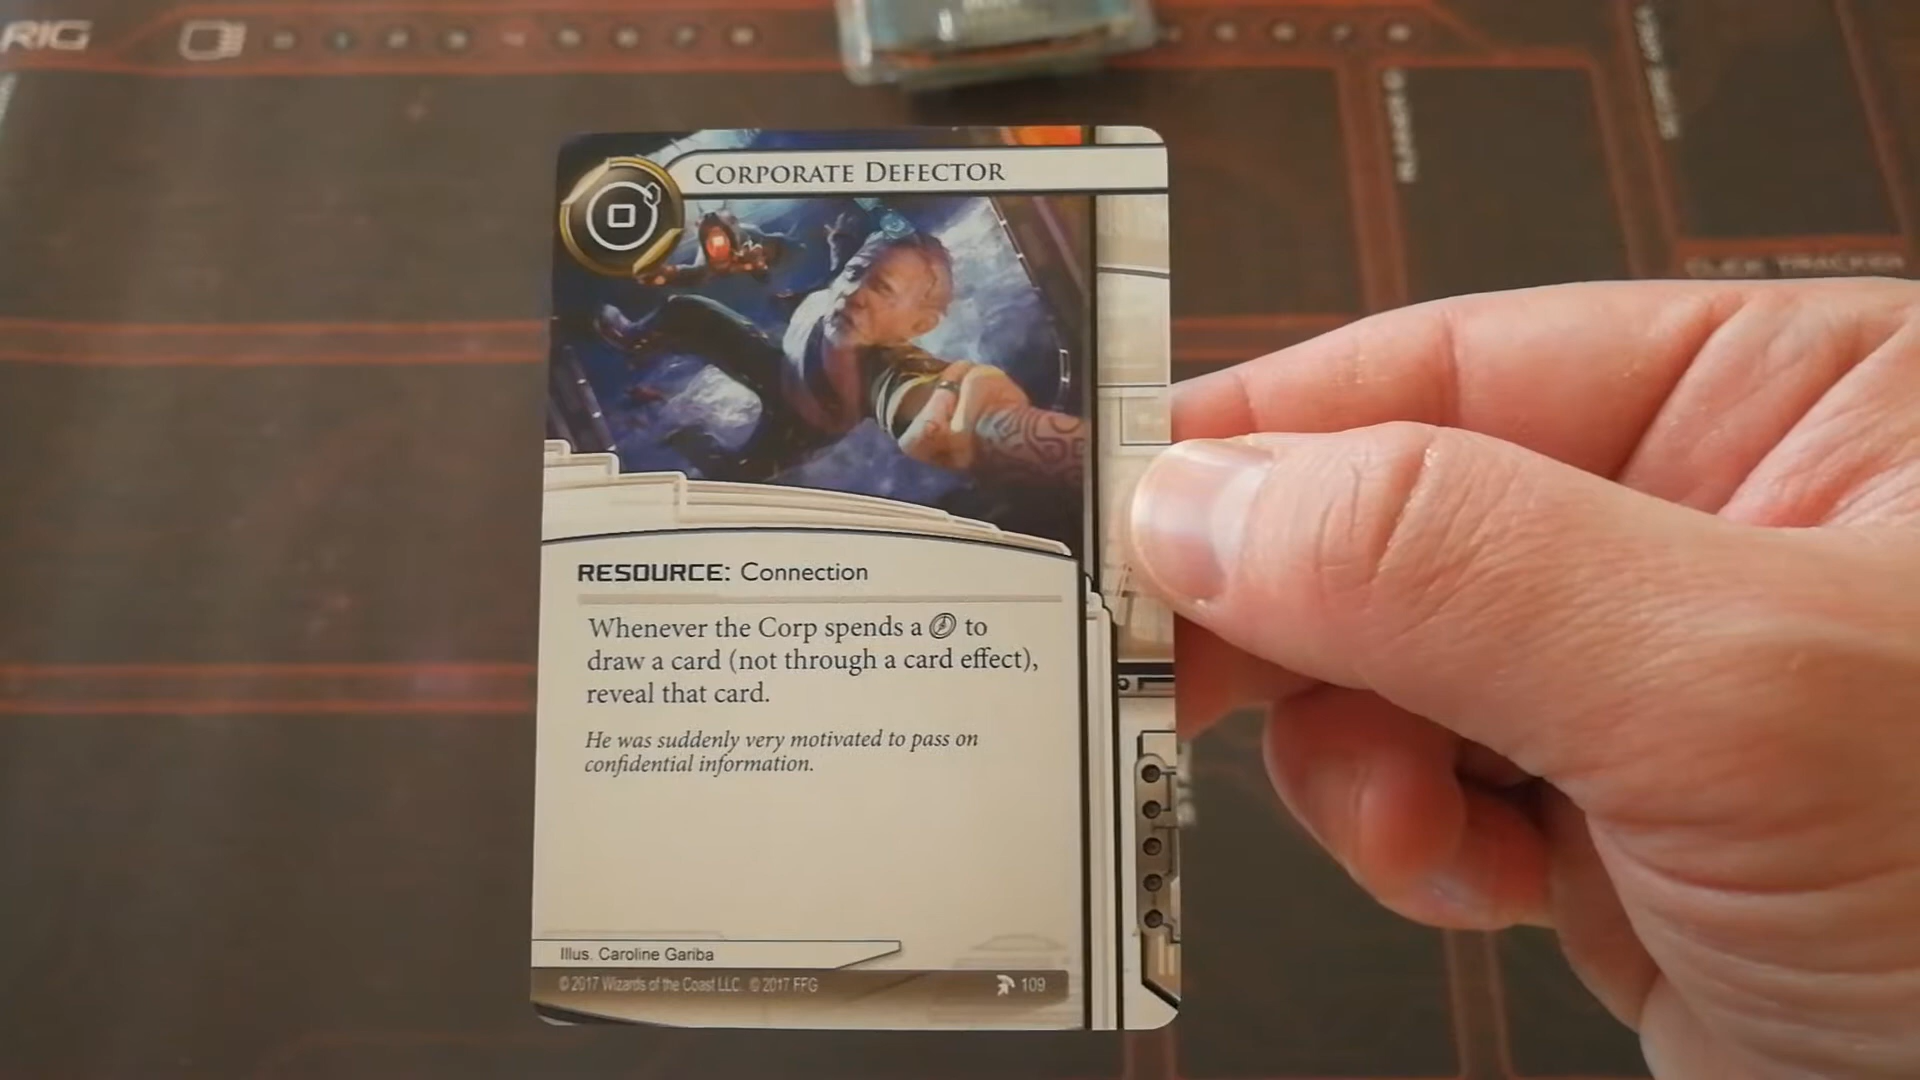 RIG
CORPORATE DEFECTOR
0
RESOURCE: Connection
Whenever the Corp spends a to
draw a card (not through a card effect),
reveal that card.
He was suddenly very motivated to pass on
confidential information.
Illus. Caroline Gariba
© 2017 Wizards of the Coast LLC. © 2017 FFG
109
CLICK TRACKER